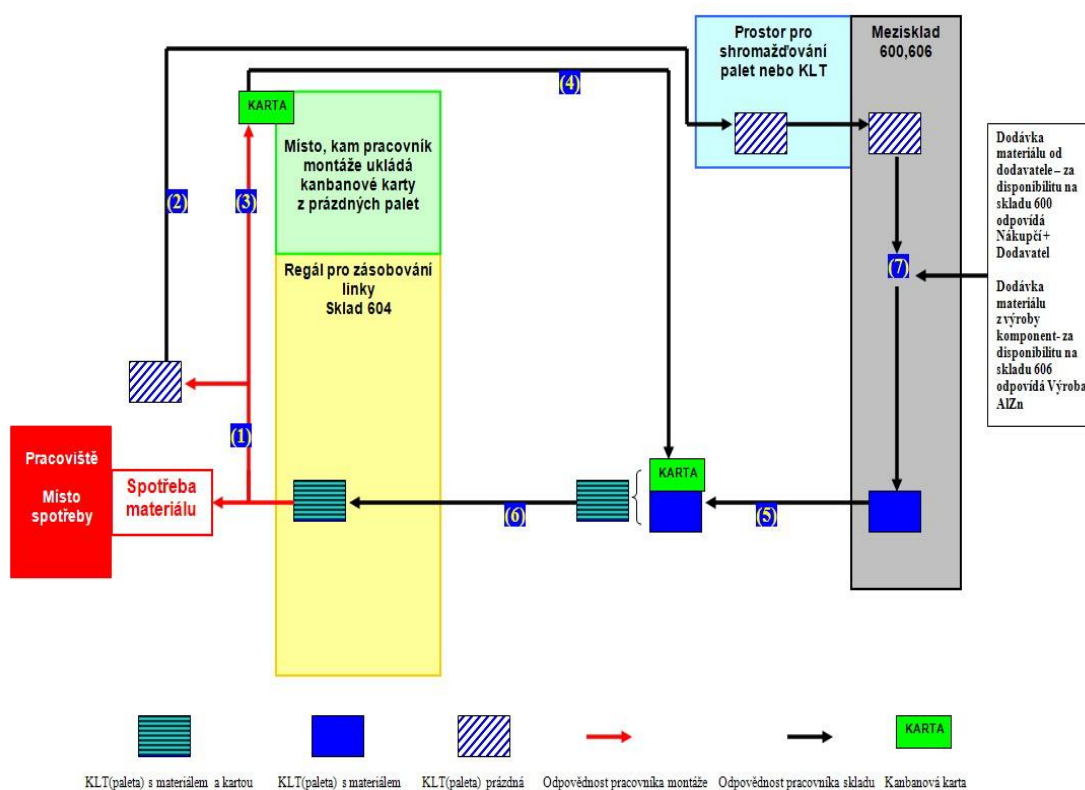 Prostor pro
shromažďování
palet nebo KLT
Mezisklad
600,606
(4)
KARTA
Místo, kam pracovník
montáže ukládá
kanbanové karty
z prázdných palet
(2)
(3)
Dodávka
materiálu od
dodavatele – za
disponibilitu na
skladu 600
odpovídá
Nákupčí +
Dodavatel
Dodávka
materiálu
z výroby
komponent- za
disponibilitu na
skladu 606
odpovídá Výroba
AlZn
(7)
Regál pro zásobování
linky
Sklad 604
(1)
Pracoviště
Místo
spotřeby
Spotřeba
materiálu
KARTA
(6)
(5)
KARTA
KLT(paleta) s materiálem a kartou
KLT(paleta) s materiálem
KLT(paleta) prázdná
Odpovědnost pracovníka montáže
Odpovědnost pracovníka skladu
Kanbanová karta